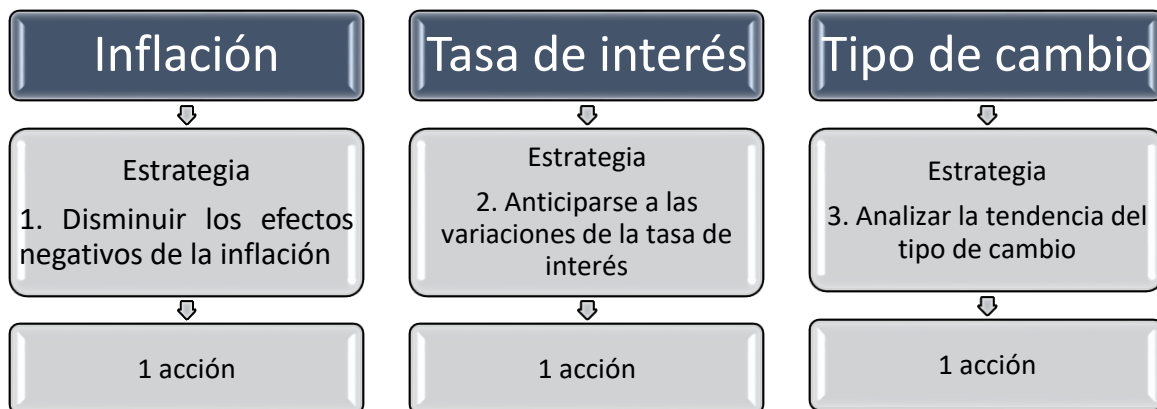 Inflación
Estrategia
1. Disminuir los efectos
negativos de la inflación
1 acción
Tasa de interés
Estrategia
2. Anticiparse a las
variaciones de la tasa de
interés
1 acción
Tipo de cambio
Estrategia
3. Analizar la tendencia del
tipo de cambio
1 acción